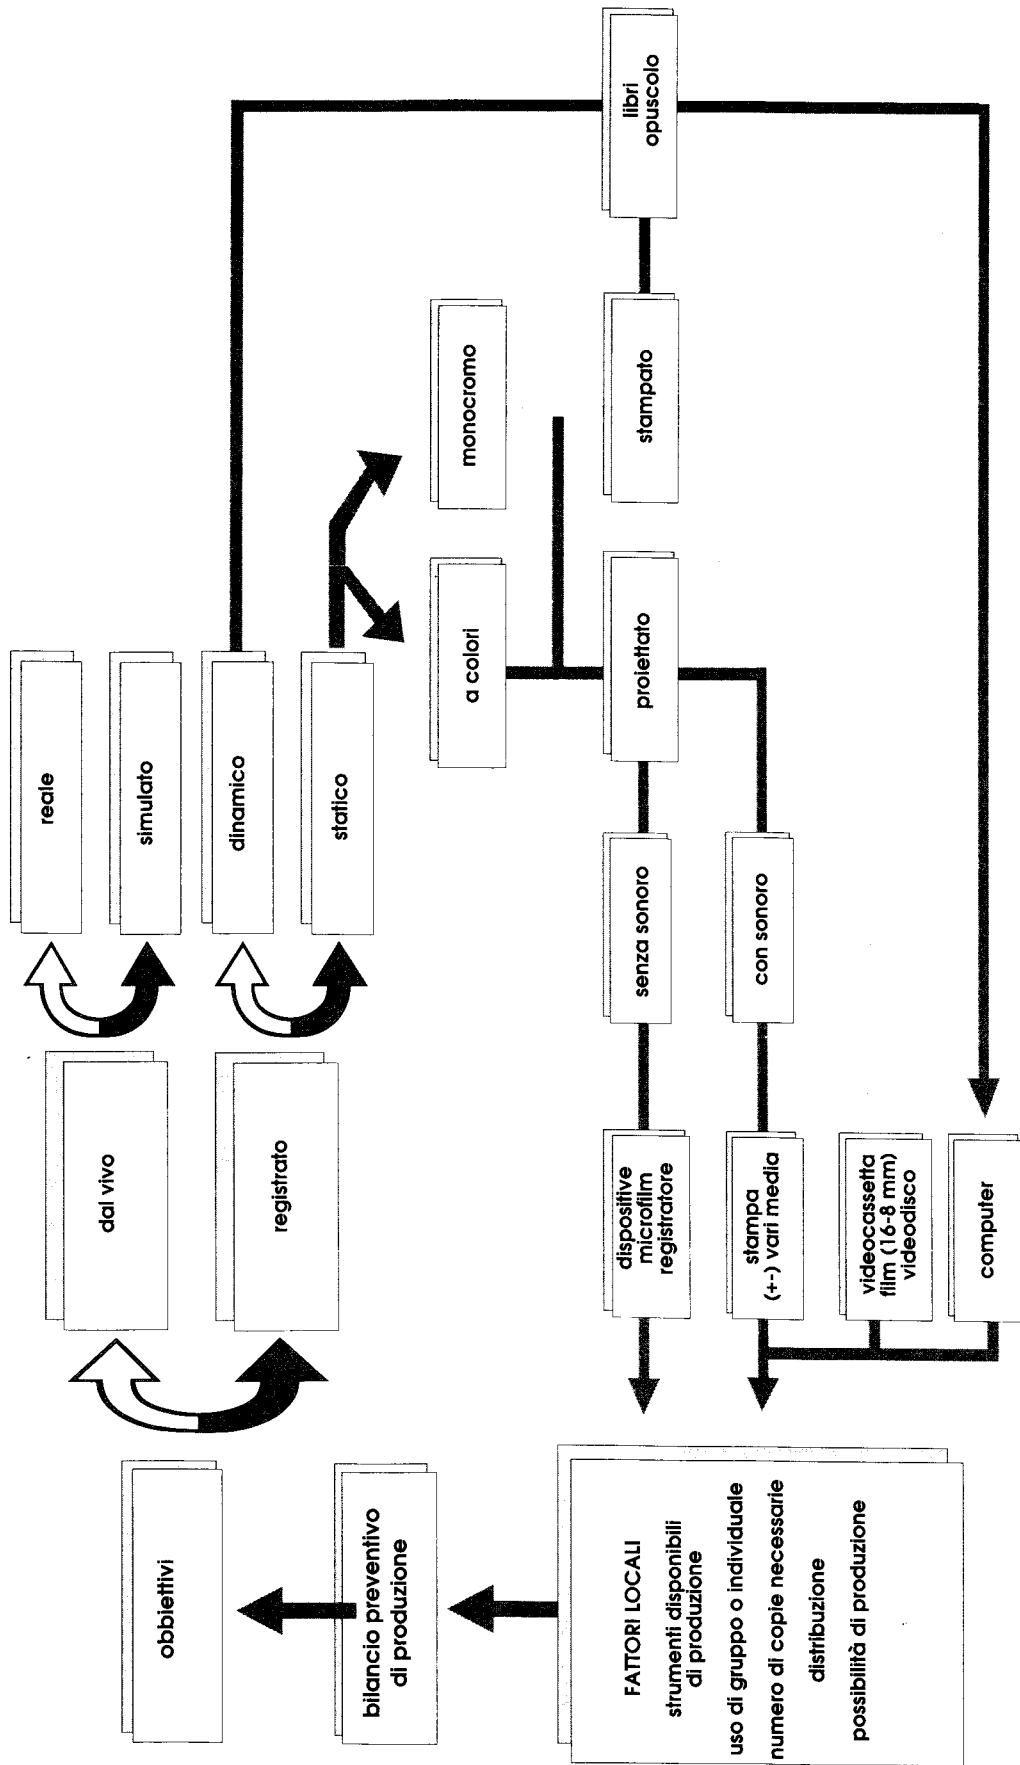 obbiettivi
dal vivo
reale
simulato
registrato
dinamico
statico
bilancio preventivo
di produzione
a colori
monocromo
FATTORI LOCALI
strumenti disponibili
di produzione
uso di gruppo o individuale
numero di copie necessarie
distribuzione
possibilità di produzione
dispositive
microfilm
registratore
senza sonoro
proiettato
stampato
libri
opuscolo
stampa
(+-) vari media
con sonoro
videocassetta
film (16-8 mm)
videodisco
computer